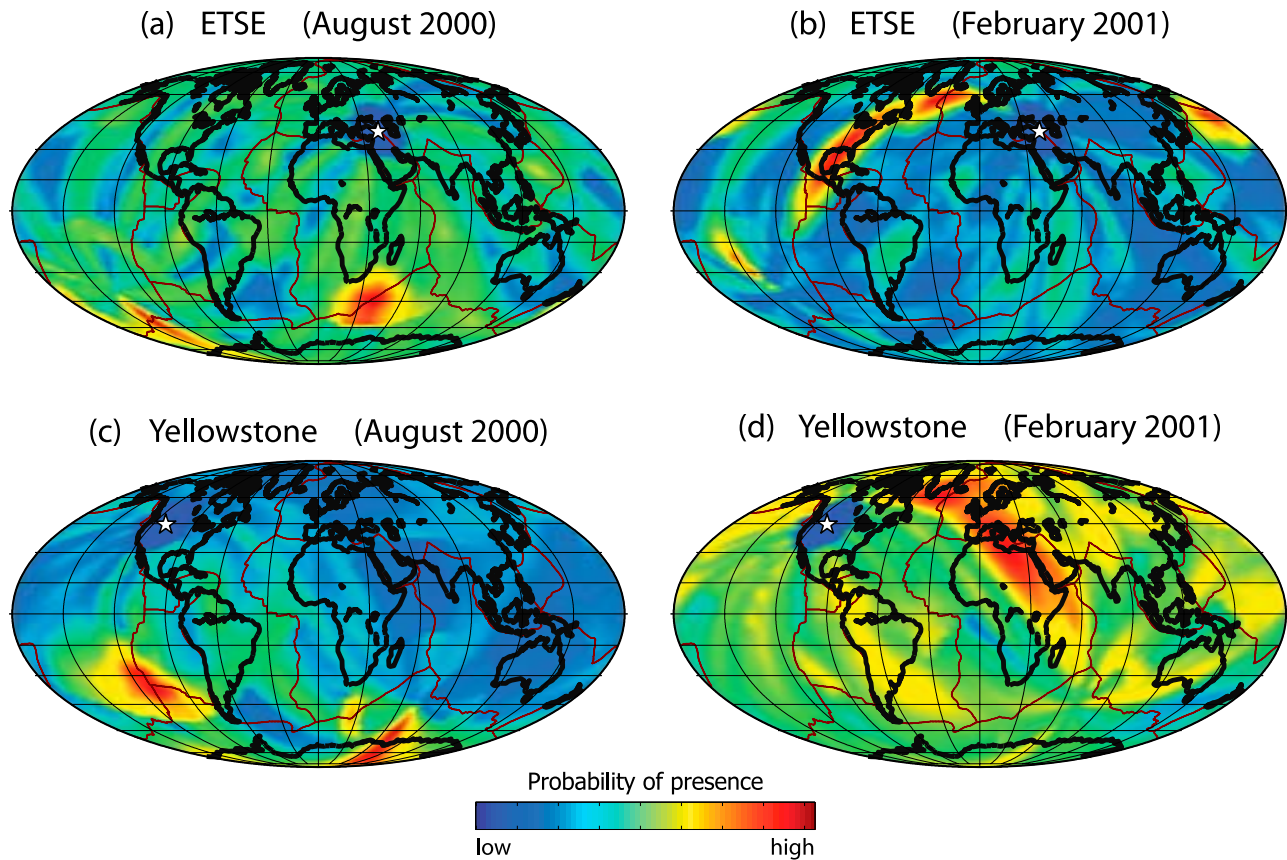 (a) ETSE (August 2000)
(b) ETSE (February 2001)
(c) Yellowstone (August 2000)
(d) Yellowstone (February 2001)
Probability of presence
low high